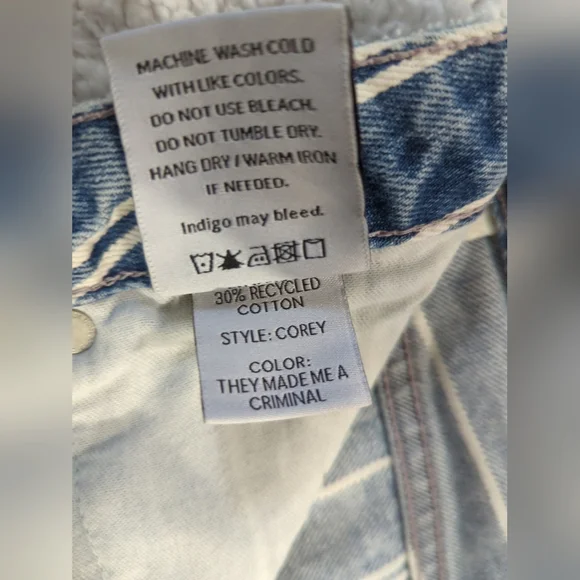 MACHINE WASH COLD
WITH LIKE COLORS.
DO NOT USE BLEACH.
DO NOT TUMBLE DRY.
HANG DRY / WARM IRON
IF NEEDED.
Indigo may bleed.
30% RECYCLED
COTTON
STYLE: COREY
COLOR:
THEY MADE ME A
CRIMINAL